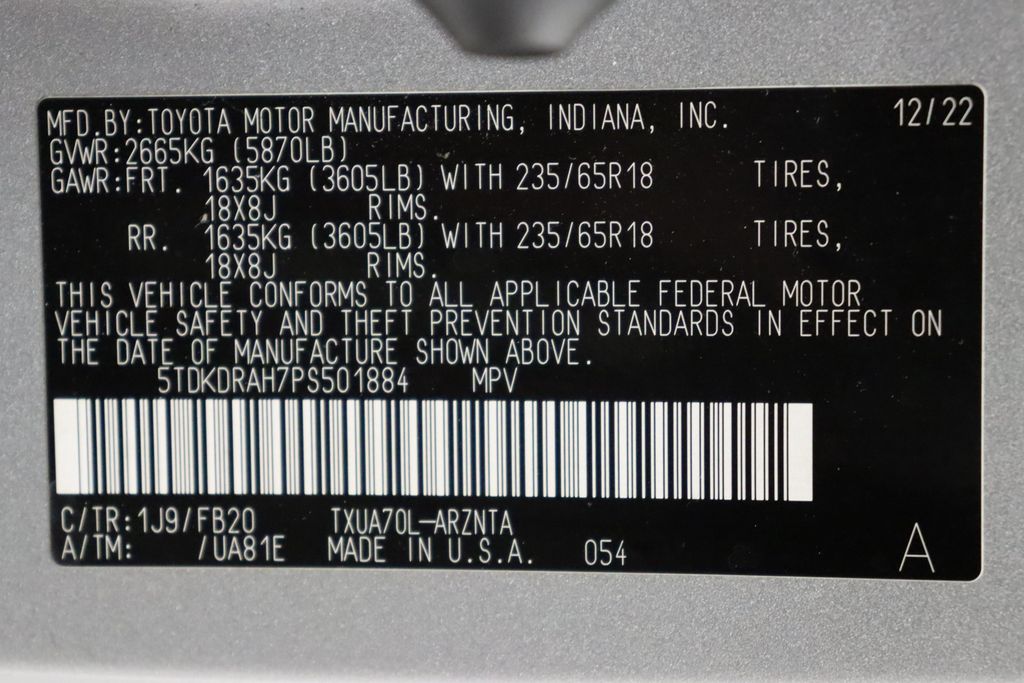 MFD.BY:TOYOTA MOTOR MANUFACTURING, INDIANA, INC. 12/22
GVWR:2665KG (5870LB)
GAWR:FRT. 1635KG (3605LB) WITH 235/65R18 TIRES,
18X8J RIMS.
RR. 1635KG (3605LB) WITH 235/65R18 TIRES,
18X8J RIMS.
THIS VEHICLE CONFORMS TO ALL APPLICABLE FEDERAL MOTOR
VEHICLE SAFETY AND THEFT PREVENTION STANDARDS IN EFFECT ON
THE DATE OF MANUFACTURE SHOWN ABOVE.
5TDKDRAH7PS501884 MPV
C/TR:1J9/FB20 TXUA70L-ARZNTA
A/TM: /UA81E MADE IN U.S.A. 054 A